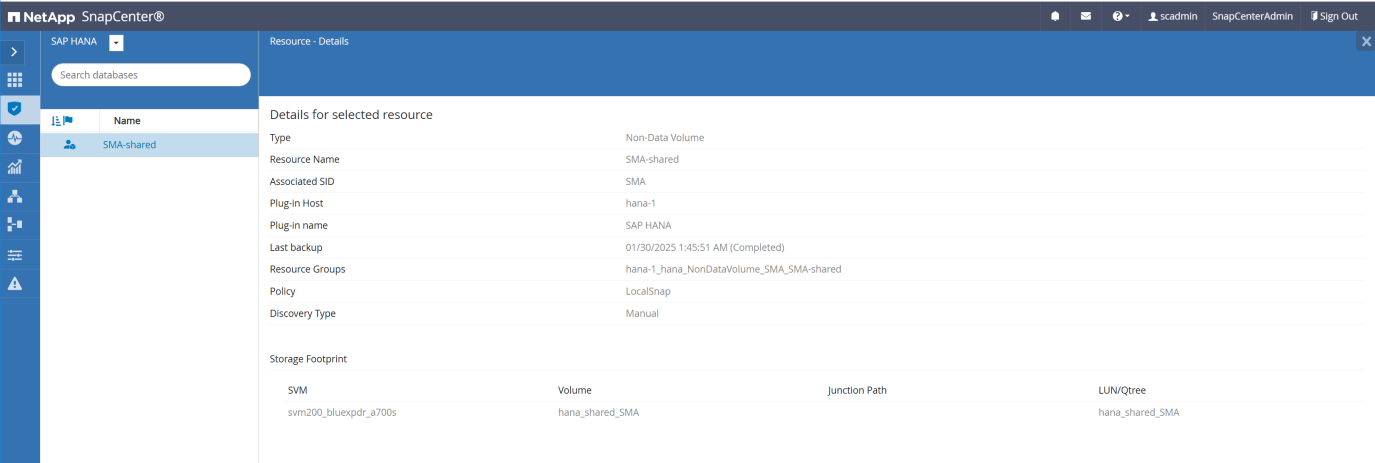 NetApp SnapCenter®
scadmin SnapCenterAdmin Sign Out
SAP HANA
Resource - Details
Search databases
Name
SMA-shared
Details for selected resource
Type Non-Data Volume
Resource Name SMA-shared
Associated SID SMA
Plug-in Host hana-1
Plug-in name SAP HANA
Last backup 01/30/2025 1:45:51 AM (Completed)
Resource Groups hana-1_hana_NonDataVolume_SMA_SMA-shared
Policy LocalSnap
Discovery Type Manual
Storage Footprint
SVM Volume Junction Path LUN/Qtree
svm200_bluexpdr_a700s hana_shared_SMA hana_shared_SMA